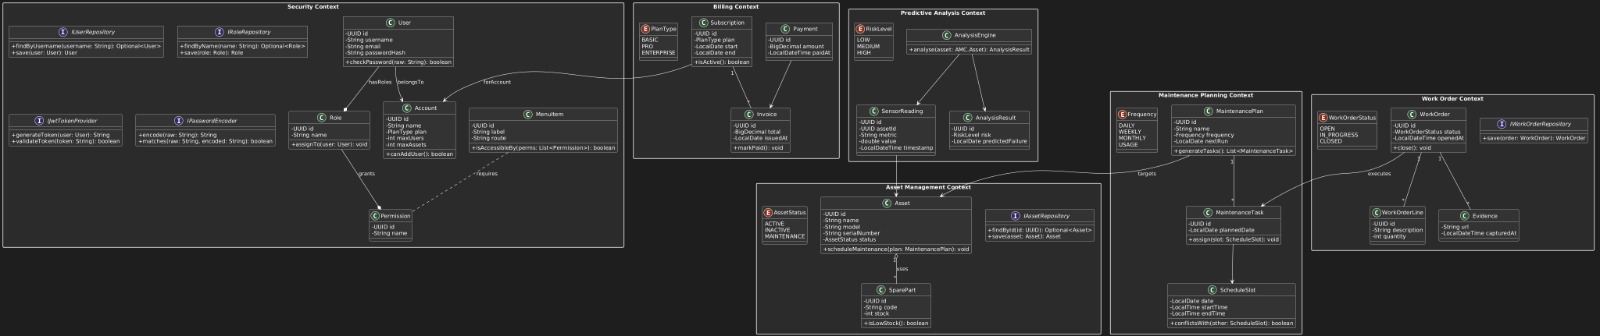 Security Context
I IUserRepository
+findByUsername(username: String): Optional<User>
+save(user: User): User
I IRoleRepository
+findByName(name: String): Optional<Role>
+save(role: Role): Role
C User
-UUID id
-String username
-String email
-String passwordHash
+checkPassword(raw: String): boolean
hasRoles
belongsTo
I IJwtTokenProvider
+generateToken(user: User): String
+validateToken(token: String): boolean
I IPasswordEncoder
+encode(raw: String): String
+matches(raw: String, encoded: String): boolean
C Role
-UUID id
-String name
+assignTo(user: User): void
C Account
-UUID id
-String name
-PlanType plan
-int maxUsers
-int maxAssets
+canAddUser(): boolean
C MenuItem
-UUID id
-String label
-String route
+isAccessibleBy(perms: List<Permission>): boolean
grants
requires
C Permission
-UUID id
-String name
Billing Context
E PlanType
BASIC
PRO
ENTERPRISE
C Subscription
-UUID id
-PlanType plan
-LocalDate start
-LocalDate end
+isActive(): boolean
C Payment
-UUID id
-BigDecimal amount
-LocalDateTime paidAt
forAccount
1
*
C Invoice
-UUID id
-BigDecimal total
-LocalDate issuedAt
+markPaid(): void
Predictive Analysis Context
E RiskLevel
LOW
MEDIUM
HIGH
C AnalysisEngine
+analyse(asset: AMC.Asset): AnalysisResult
C SensorReading
-UUID id
-UUID assetId
-String metric
-double value
-LocalDateTime timestamp
C AnalysisResult
-UUID id
-RiskLevel risk
-LocalDate predictedFailure
Asset Management Context
E AssetStatus
ACTIVE
INACTIVE
MAINTENANCE
C Asset
-UUID id
-String name
-String model
-String serialNumber
-AssetStatus status
+scheduleMaintenance(plan: MaintenancePlan): void
I IAssetRepository
+findById(id: UUID): Optional<Asset>
+save(asset: Asset): Asset
uses
*
C SparePart
-UUID id
-String code
-int stock
+isLowStock(): boolean
Maintenance Planning Context
E Frequency
DAILY
WEEKLY
MONTHLY
USAGE
C MaintenancePlan
-UUID id
-String name
-Frequency frequency
-LocalDate nextRun
+generateTasks(): List<MaintenanceTask>
1
targets
*
C MaintenanceTask
-UUID id
-LocalDate plannedDate
+assign(slot: ScheduleSlot): void
C ScheduleSlot
-LocalDate date
-LocalTime startTime
-LocalTime endTime
+conflictsWith(other: ScheduleSlot): boolean
Work Order Context
E WorkOrderStatus
OPEN
IN_PROGRESS
CLOSED
C WorkOrder
-UUID id
-WorkOrderStatus status
-LocalDateTime openedAt
+close(): void
I IWorkOrderRepository
+save(order: WorkOrder): WorkOrder
1
1
executes
*
*
C WorkOrderLine
-UUID id
-String description
-int quantity
C Evidence
-String url
-LocalDateTime capturedAt